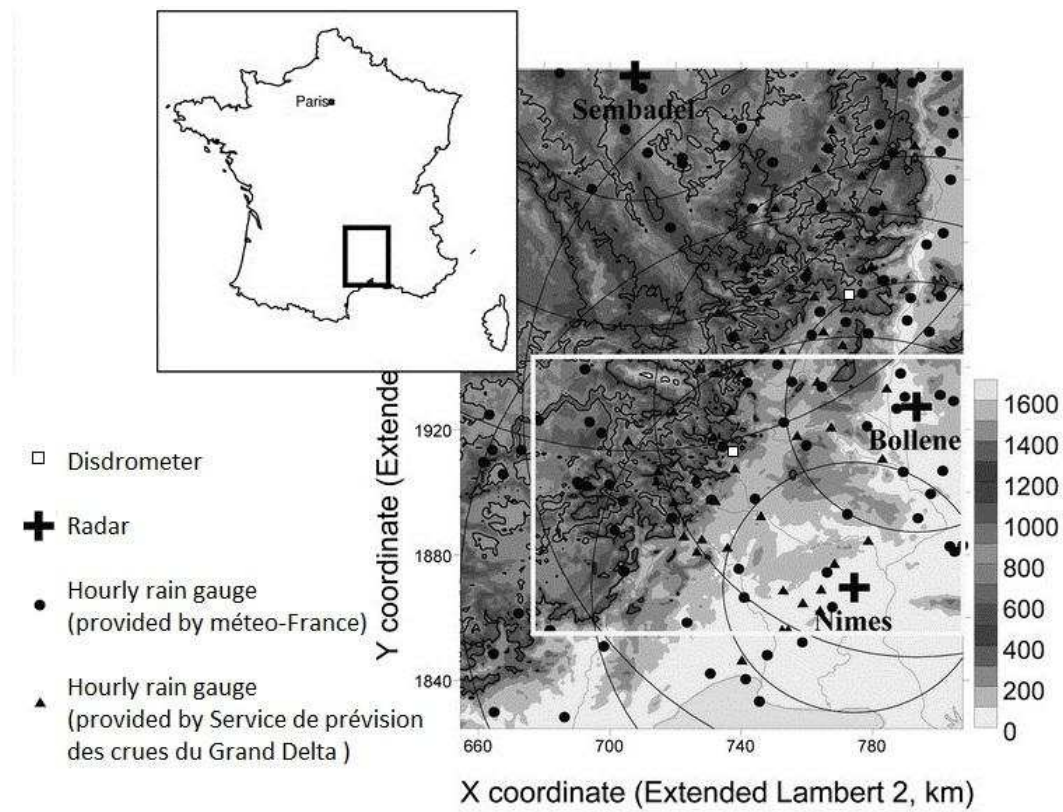 Paris
Sembadel
Bollene
Nimes
Disdrometer
Radar
Hourly rain gauge
(provided by méteo-France)
Hourly rain gauge
(provided by Service de prévision
des crues du Grand Delta )
Y coordinate (Extende
1920
1880
1840
660
700
740
780
X coordinate (Extended Lambert 2, km)
1600
1400
1200
1000
800
600
400
200
0